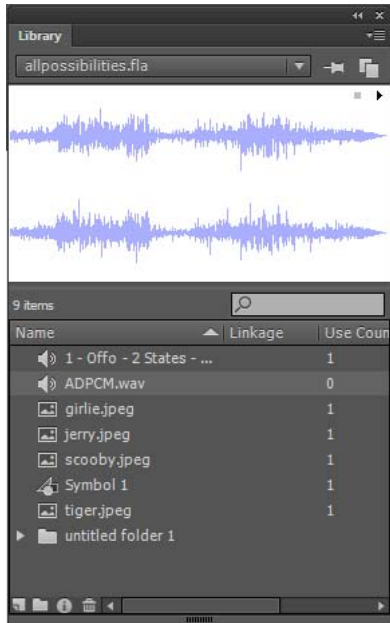 Library
allpossibilities.fla
9 items
Name Linkage Use Coun
1 - Offo - 2 States - ... 1
ADPCM.wav 0
girlie.jpeg 1
jerry.jpeg 1
scooby.jpeg 1
Symbol 1 1
tiger.jpeg 1
untitled folder 1